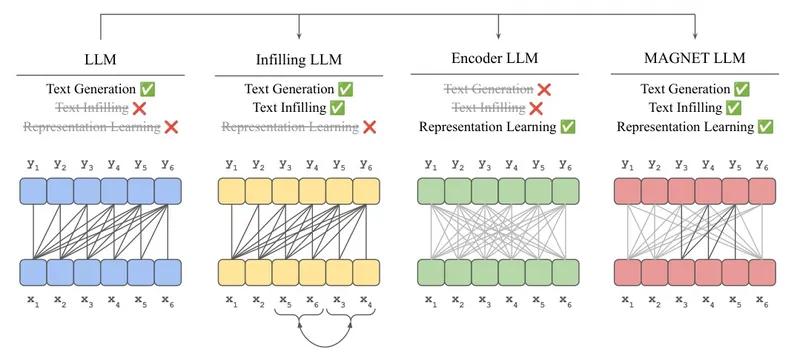 LLM
Text Generation ✅
Text Infilling ❌
Representation Learning ❌
y1 y2 y3 y4 y5 y6
x1 x2 x3 x4 x5 x6
Infilling LLM
Text Generation ✅
Text Infilling ✅
Representation Learning ❌
y1 y2 y3 y4 y5 y6
x1 x2 x5 x6 x3 x4
Encoder LLM
Text Generation ❌
Text Infilling ❌
Representation Learning ✅
y1 y2 y3 y4 y5 y6
x1 x2 x3 x4 x5 x6
MAGNET LLM
Text Generation ✅
Text Infilling ✅
Representation Learning ✅
y1 y2 y3 y4 y5 y6
x1 x2 x3 x4 x5 x6